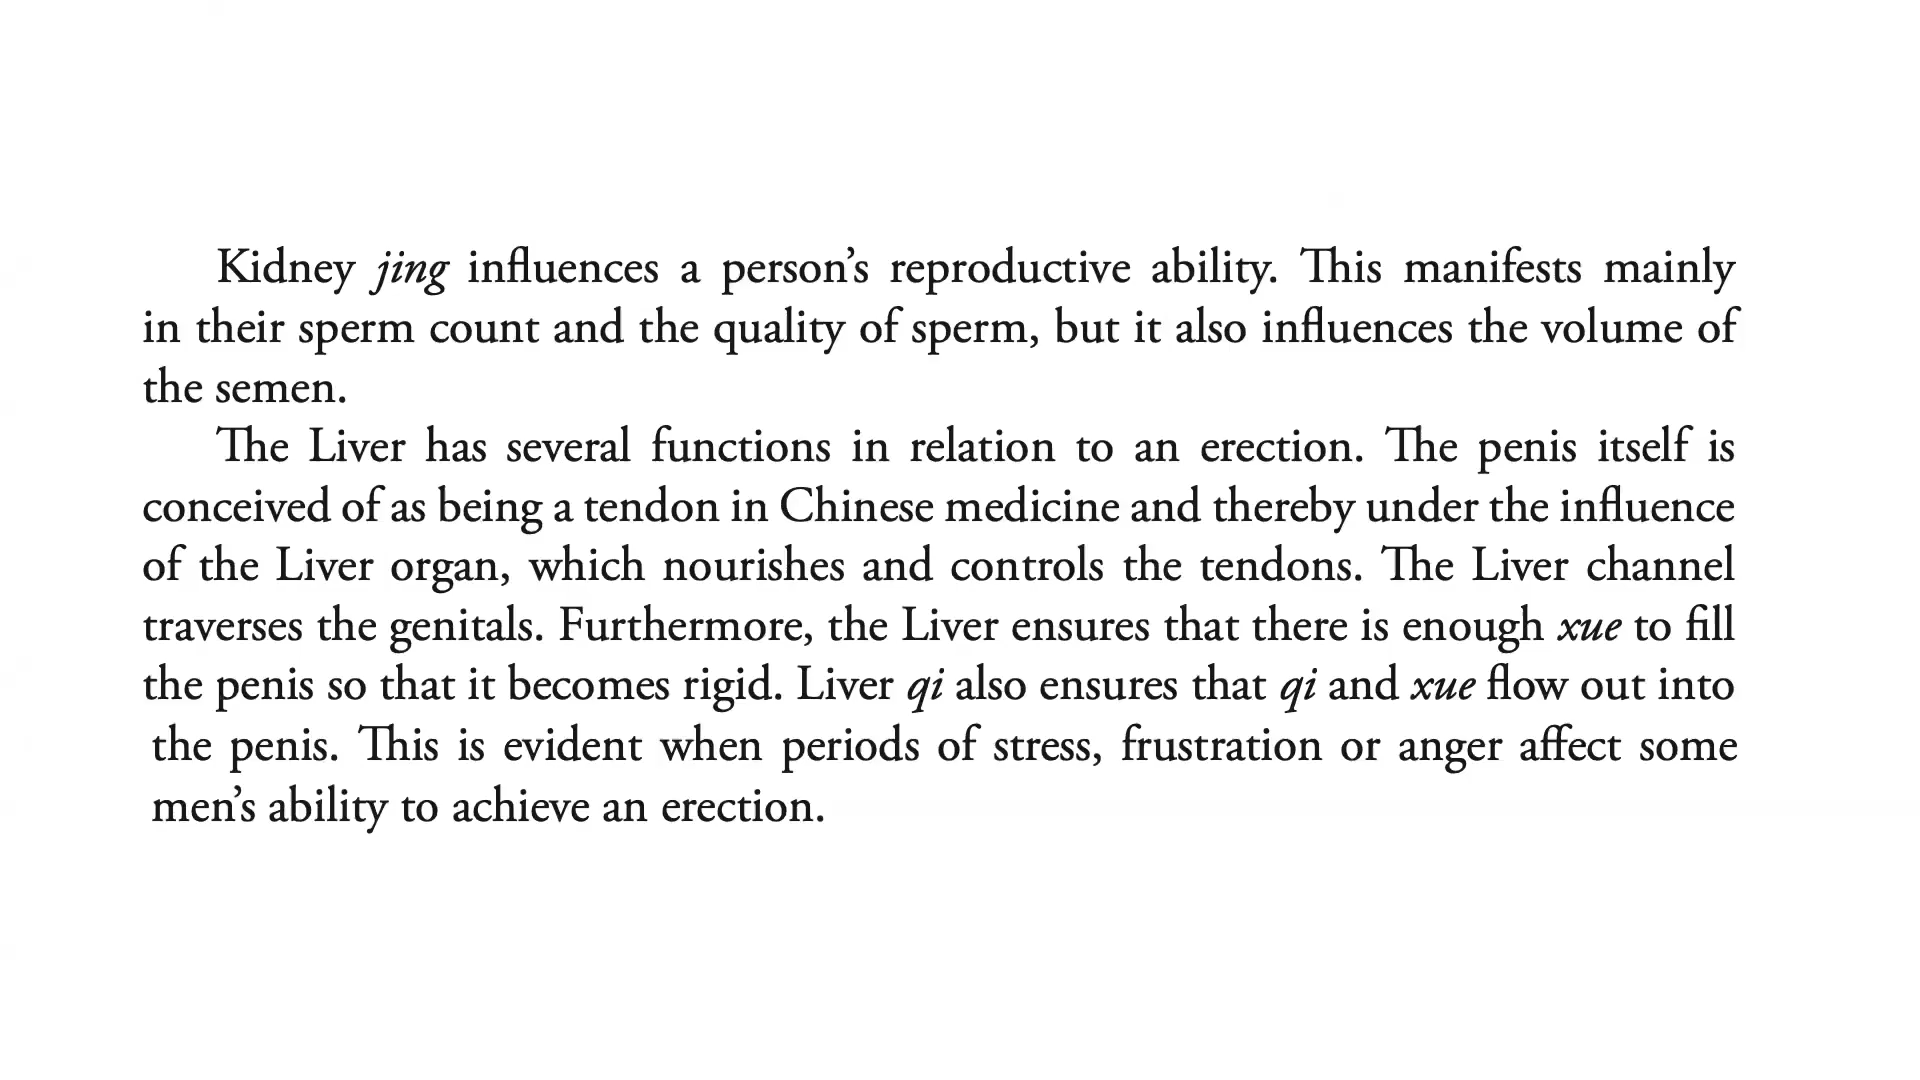 Kidney jing influences a person’s reproductive ability. This manifests mainly
in their sperm count and the quality of sperm, but it also influences the volume of
the semen.
The Liver has several functions in relation to an erection. The penis itself is
conceived of as being a tendon in Chinese medicine and thereby under the influence
of the Liver organ, which nourishes and controls the tendons. The Liver channel
traverses the genitals. Furthermore, the Liver ensures that there is enough xue to fill
the penis so that it becomes rigid. Liver qi also ensures that qi and xue flow out into
the penis. This is evident when periods of stress, frustration or anger affect some
men’s ability to achieve an erection.